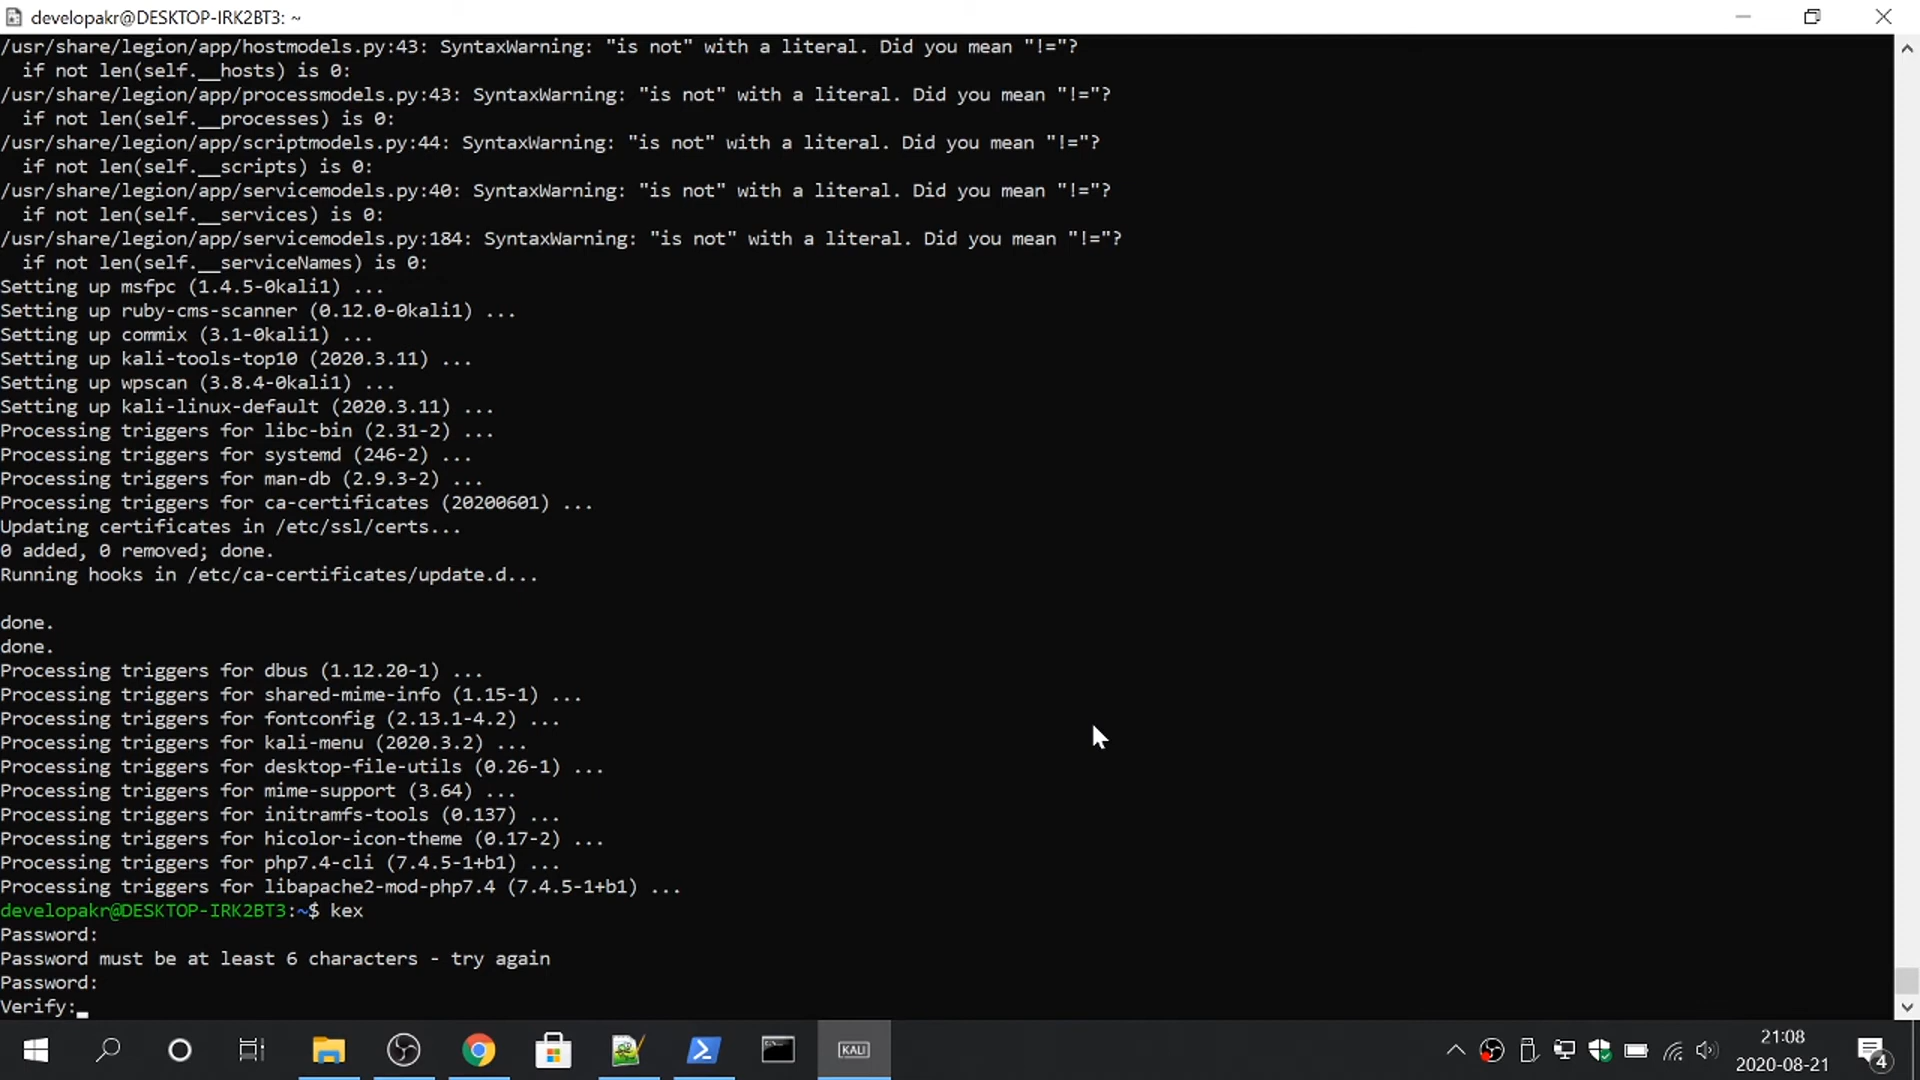 developakr@DESKTOP-IRK2BT3: ~
/usr/share/legion/app/hostmodels.py:43: SyntaxWarning: "is not" with a literal. Did you mean "!="?
  if not len(self.__hosts) is 0:
/usr/share/legion/app/processmodels.py:43: SyntaxWarning: "is not" with a literal. Did you mean "!="?
  if not len(self.__processes) is 0:
/usr/share/legion/app/scriptmodels.py:44: SyntaxWarning: "is not" with a literal. Did you mean "!="?
  if not len(self.__scripts) is 0:
/usr/share/legion/app/servicemodels.py:40: SyntaxWarning: "is not" with a literal. Did you mean "!="?
  if not len(self.__services) is 0:
/usr/share/legion/app/servicemodels.py:184: SyntaxWarning: "is not" with a literal. Did you mean "!="?
  if not len(self.__serviceNames) is 0:
Setting up msfpc (1.4.5-0kali1) ...
Setting up ruby-cms-scanner (0.12.0-0kali1) ...
Setting up commix (3.1-0kali1) ...
Setting up kali-tools-top10 (2020.3.11) ...
Setting up wpscan (3.8.4-0kali1) ...
Setting up kali-linux-default (2020.3.11) ...
Processing triggers for libc-bin (2.31-2) ...
Processing triggers for systemd (246-2) ...
Processing triggers for man-db (2.9.3-2) ...
Processing triggers for ca-certificates (20200601) ...
Updating certificates in /etc/ssl/certs...
0 added, 0 removed; done.
Running hooks in /etc/ca-certificates/update.d...
done.
done.
Processing triggers for dbus (1.12.20-1) ...
Processing triggers for shared-mime-info (1.15-1) ...
Processing triggers for fontconfig (2.13.1-4.2) ...
Processing triggers for kali-menu (2020.3.2) ...
Processing triggers for desktop-file-utils (0.26-1) ...
Processing triggers for mime-support (3.64) ...
Processing triggers for initramfs-tools (0.137) ...
Processing triggers for hicolor-icon-theme (0.17-2) ...
Processing triggers for php7.4-cli (7.4.5-1+b1) ...
Processing triggers for libapache2-mod-php7.4 (7.4.5-1+b1) ...
developakr@DESKTOP-IRK2BT3:~$ kex
Password:
Password must be at least 6 characters - try again
Password:
Verify:
KALI
21:08
2020-08-21
4